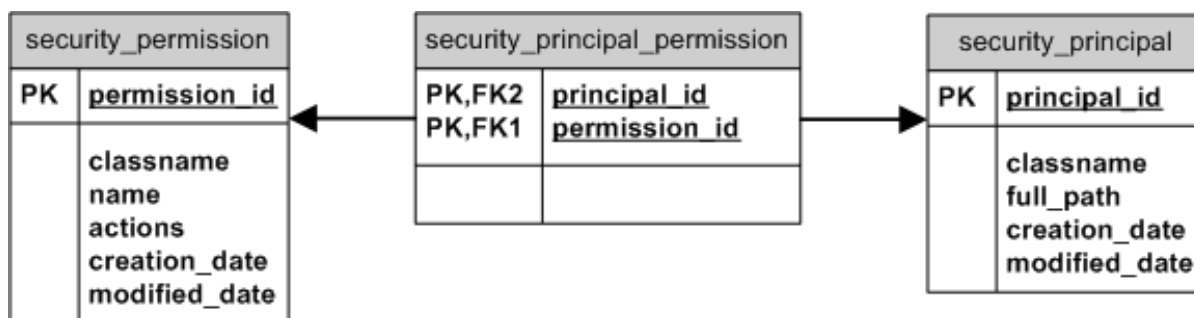 security_permission
PK permission_id
classname
name
actions
creation_date
modified_date
security_principal_permission
PK,FK2 principal_id
PK,FK1 permission_id
security_principal
PK principal_id
classname
full_path
creation_date
modified_date